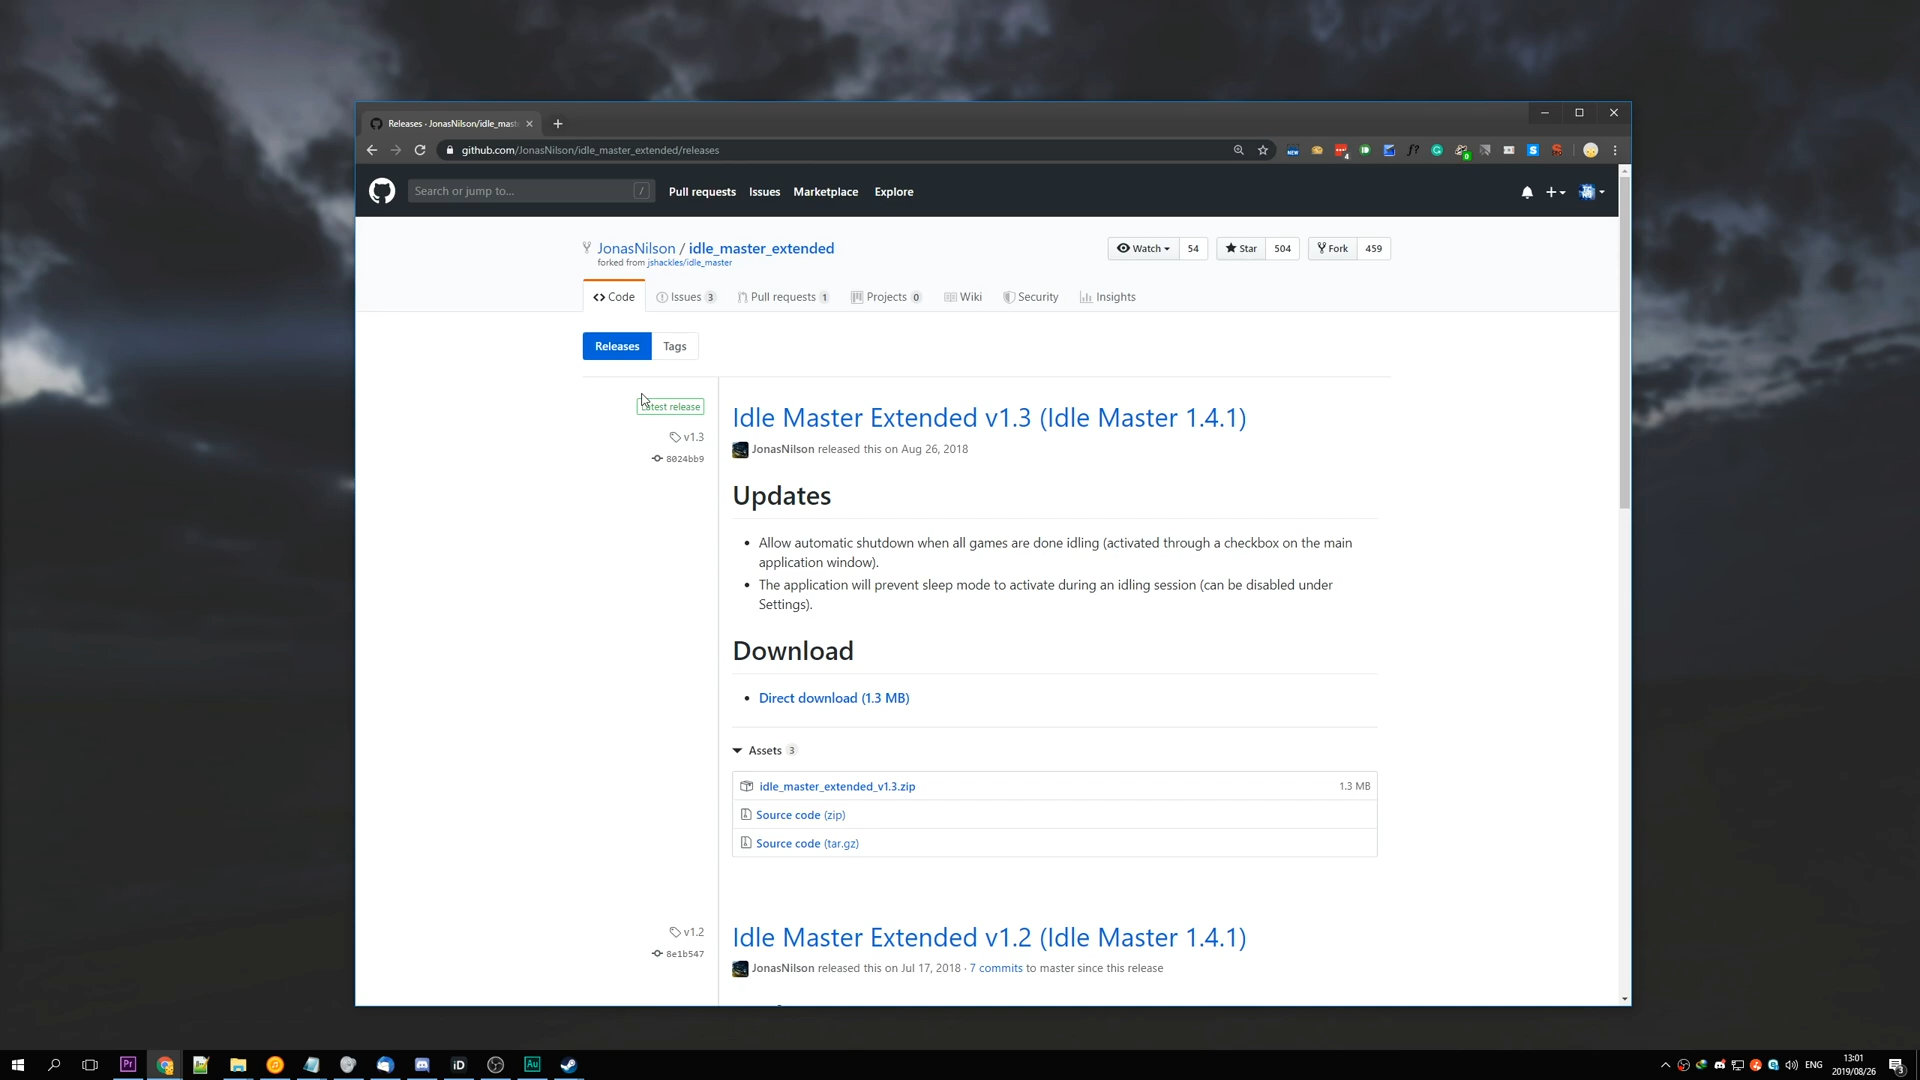 Releases · JonasNilson/idle_mast
github.com/JonasNilson/idle_master_extended/releases
Search or jump to...
/
Pull requests
Issues
Marketplace
Explore
JonasNilson / idle_master_extended
forked from jshackles/idle_master
Watch
54
Star
504
Fork
459
Code
Issues 3
Pull requests 1
Projects 0
Wiki
Security
Insights
Releases
Tags
Latest release
v1.3
8024bb9
Idle Master Extended v1.3 (Idle Master 1.4.1)
JonasNilson released this on Aug 26, 2018
Updates
Allow automatic shutdown when all games are done idling (activated through a checkbox on the main
application window).
The application will prevent sleep mode to activate during an idling session (can be disabled under
Settings).
Download
Direct download (1.3 MB)
Assets 3
idle_master_extended_v1.3.zip
1.3 MB
Source code (zip)
Source code (tar.gz)
v1.2
8e1b547
Idle Master Extended v1.2 (Idle Master 1.4.1)
JonasNilson released this on Jul 17, 2018 · 7 commits to master since this release
Pr
iD
Au
ENG
13:01
2019/08/26
3